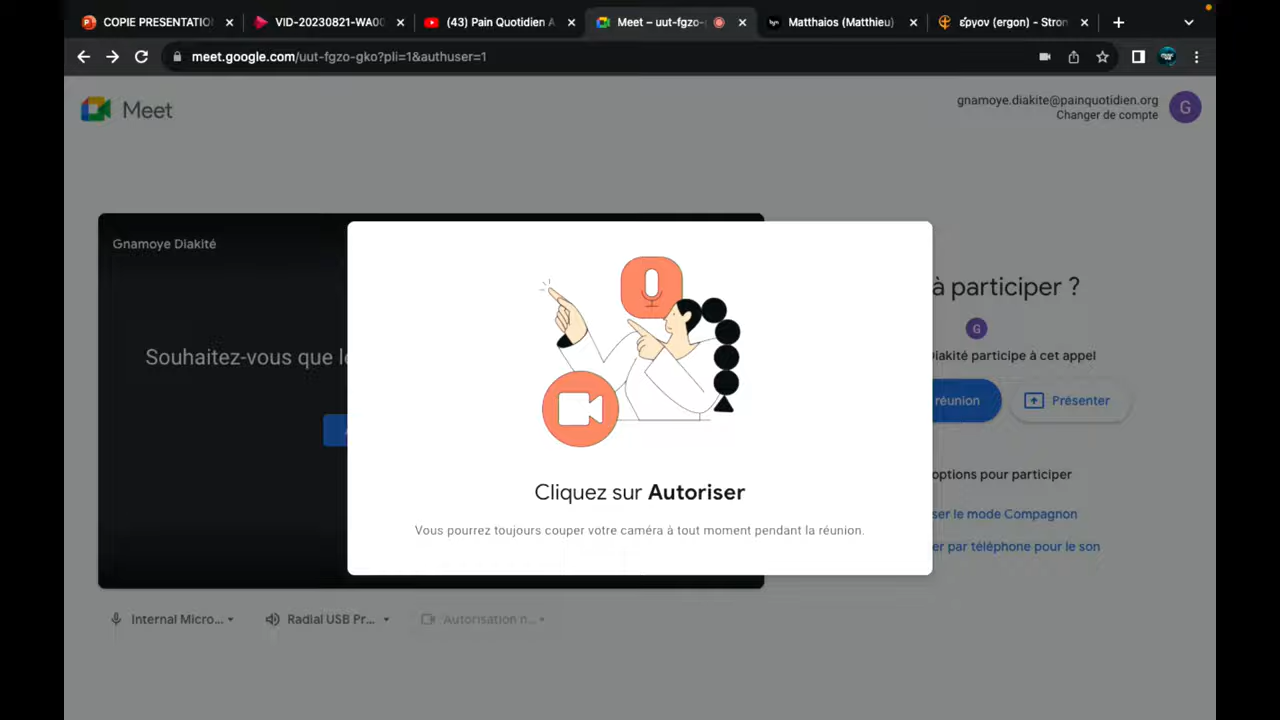 COPIE PRESENTATION
VID-20230821-WA00
(43) Pain Quotidien A
Meet – uut-fgzo-
Matthaios (Matthieu)
ἔργον (ergon) - Stron
meet.google.com/uut-fgzo-gko?pli=1&authuser=1
Meet
gnamoye.diakite@painquotidien.org
Changer de compte
G
Gnamoye Diakité
à participer ?
G
Souhaitez-vous que le
Diakité participe à cet appel
réunion
Présenter
options pour participer
Cliquez sur Autoriser
ser le mode Compagnon
Vous pourrez toujours couper votre caméra à tout moment pendant la réunion.
er par téléphone pour le son
Internal Micro...
Radial USB Pr...
Autorisation n...